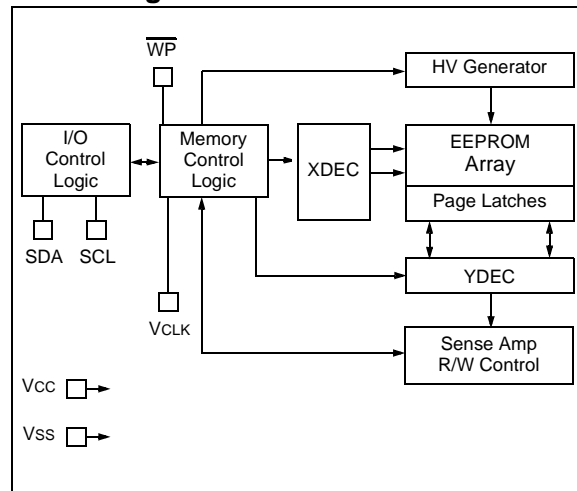 WP
HV Generator
I/O
Control
Logic
Memory
Control
Logic
XDEC
EEPROM
Array
Page Latches
SDA
SCL
YDEC
VCLK
Sense Amp
R/W Control
VCC
VSS